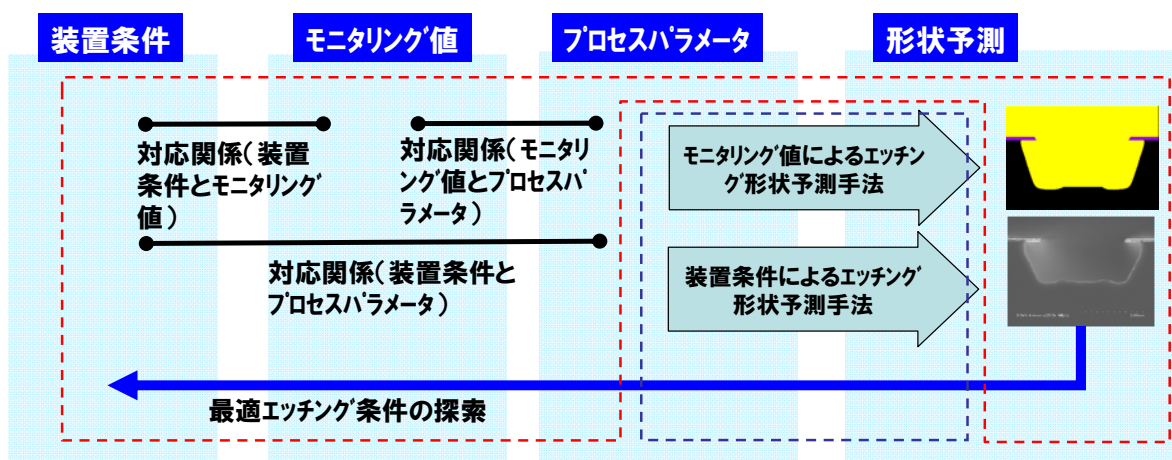 装置条件
モニタリング値
プロセスパラメータ
形状予測
対応関係(装置
条件とモニタリング
値)
対応関係(モニタリ
ング値とプロセスパ
ラメータ)
モニタリング値によるエッチン
グ形状予測手法
対応関係(装置条件と
プロセスパラメータ)
装置条件によるエッチング
形状予測手法
最適エッチング条件の探索